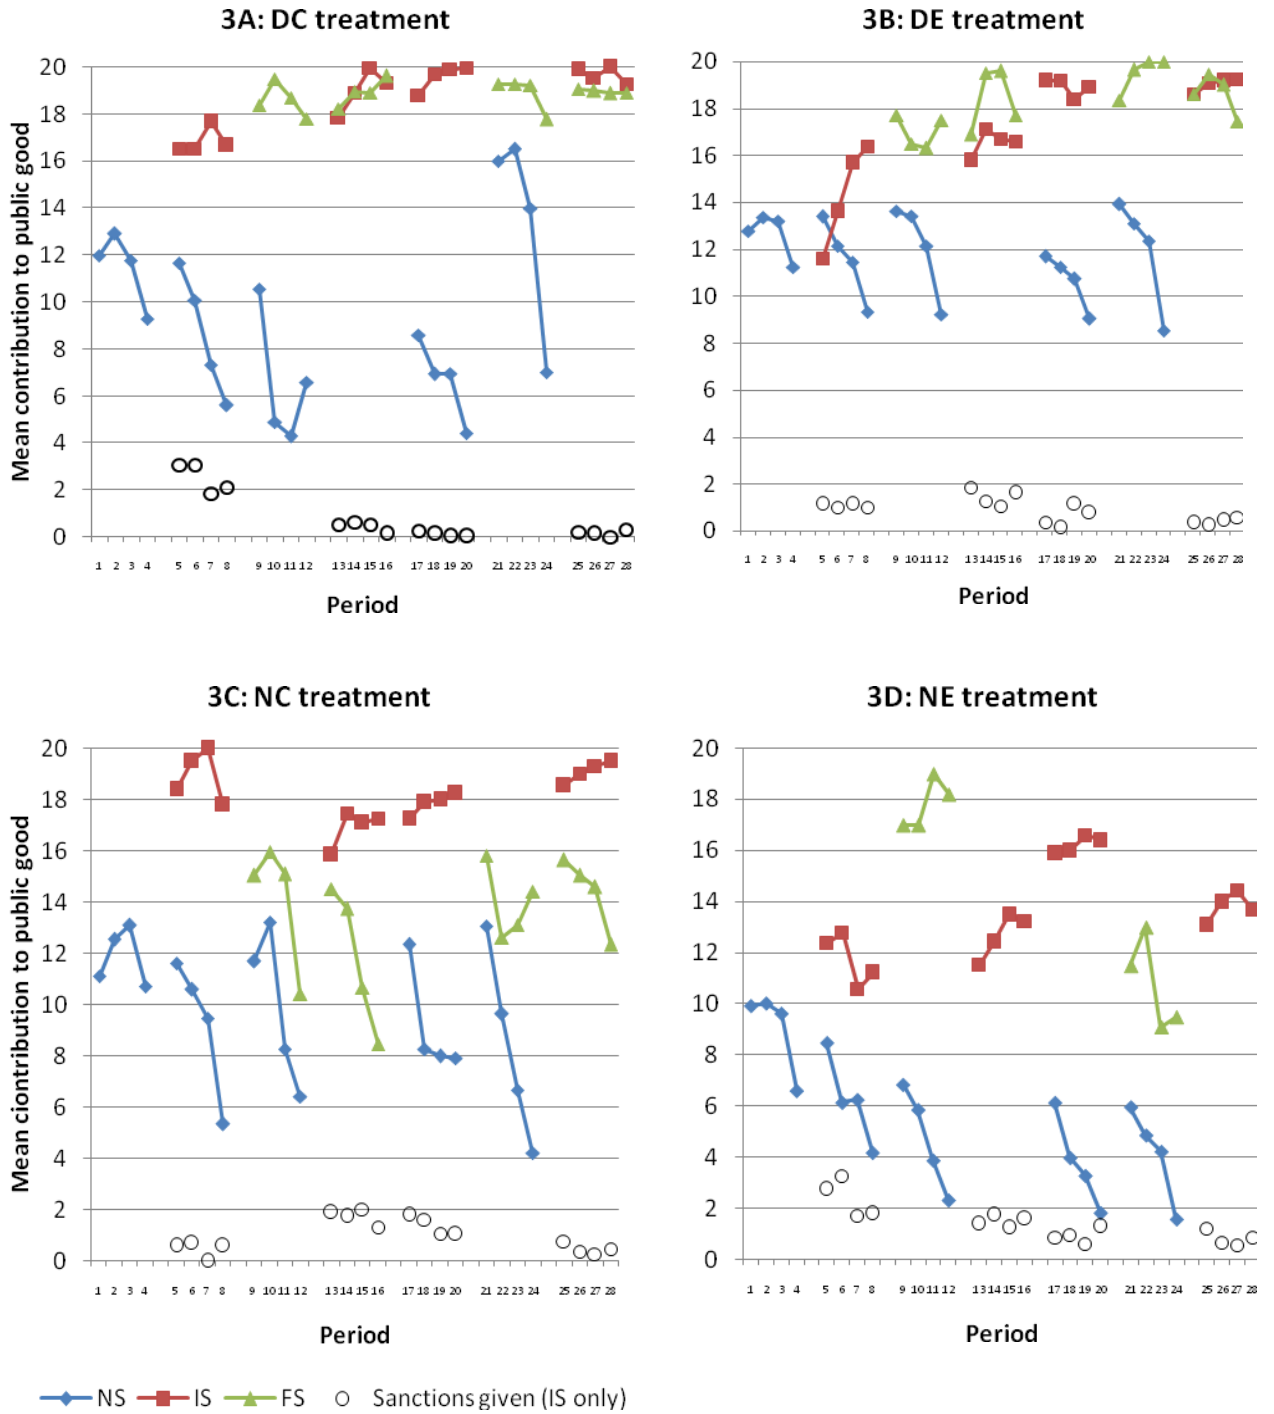 3A: DC treatment
Mean contribution to public good
20
18
16
14
12
10
8
6
4
2
0
1 2 3 4 5 6 7 8 9 10 11 12 13 14 15 16 17 18 19 20 21 22 23 24 25 26 27 28
Period
3B: DE treatment
20
18
16
14
12
10
8
6
4
2
0
1 2 3 4 5 6 7 8 9 10 11 12 13 14 15 16 17 18 19 20 21 22 23 24 25 26 27 28
Period
3C: NC treatment
Mean ciontribution to public good
20
18
16
14
12
10
8
6
4
2
0
1 2 3 4 5 6 7 8 9 10 11 12 13 14 15 16 17 18 19 20 21 22 23 24 25 26 27 28
Period
3D: NE treatment
20
18
16
14
12
10
8
6
4
2
0
1 2 3 4 5 6 7 8 9 10 11 12 13 14 15 16 17 18 19 20 21 22 23 24 25 26 27 28
Period
NS IS FS Sanctions given (IS only)